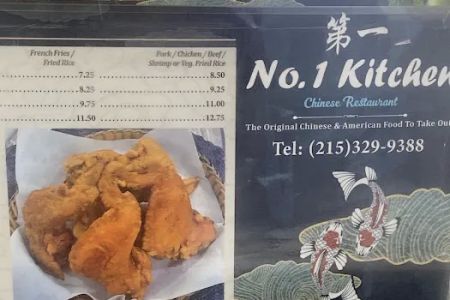 French Fries / Fried Rice
Pork / Chicken / Beef/ Shrimp or Veg. Fried Rice
7.25 8.50
8.25 9.25
9.75 11.00
11.50 12.75
第一
No. 1 Kitchen
Chinese Restaurant
The Original Chinese & American Food To Take Out
Tel: (215)329-9388